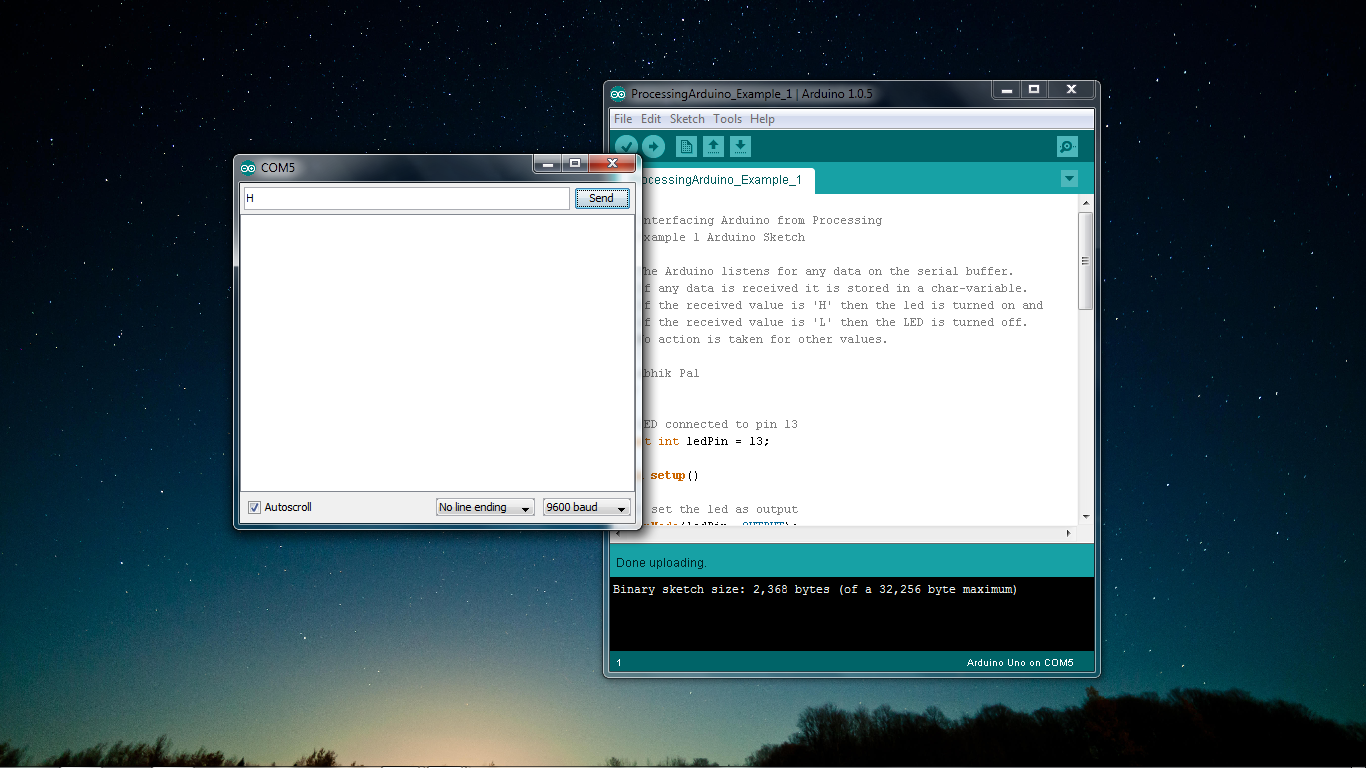 ProcessingArduino_Example_1 | Arduino 1.0.5
File Edit Sketch Tools Help
COM5
H
Send
Autoscroll
No line ending
9600 baud
ocessingArduino_Example_1
nterfacing Arduino from Processing
xample 1 Arduino Sketch
he Arduino listens for any data on the serial buffer.
f any data is received it is stored in a char-variable.
f the received value is 'H' then the led is turned on and
f the received value is 'L' then the LED is turned off.
o action is taken for other values.
bhik Pal
ED connected to pin 13
t int ledPin = 13;
setup()
set the led as output
Mode(ledPin, OUTPUT);
Done uploading.
Binary sketch size: 2,368 bytes (of a 32,256 byte maximum)
1
Arduino Uno on COM5